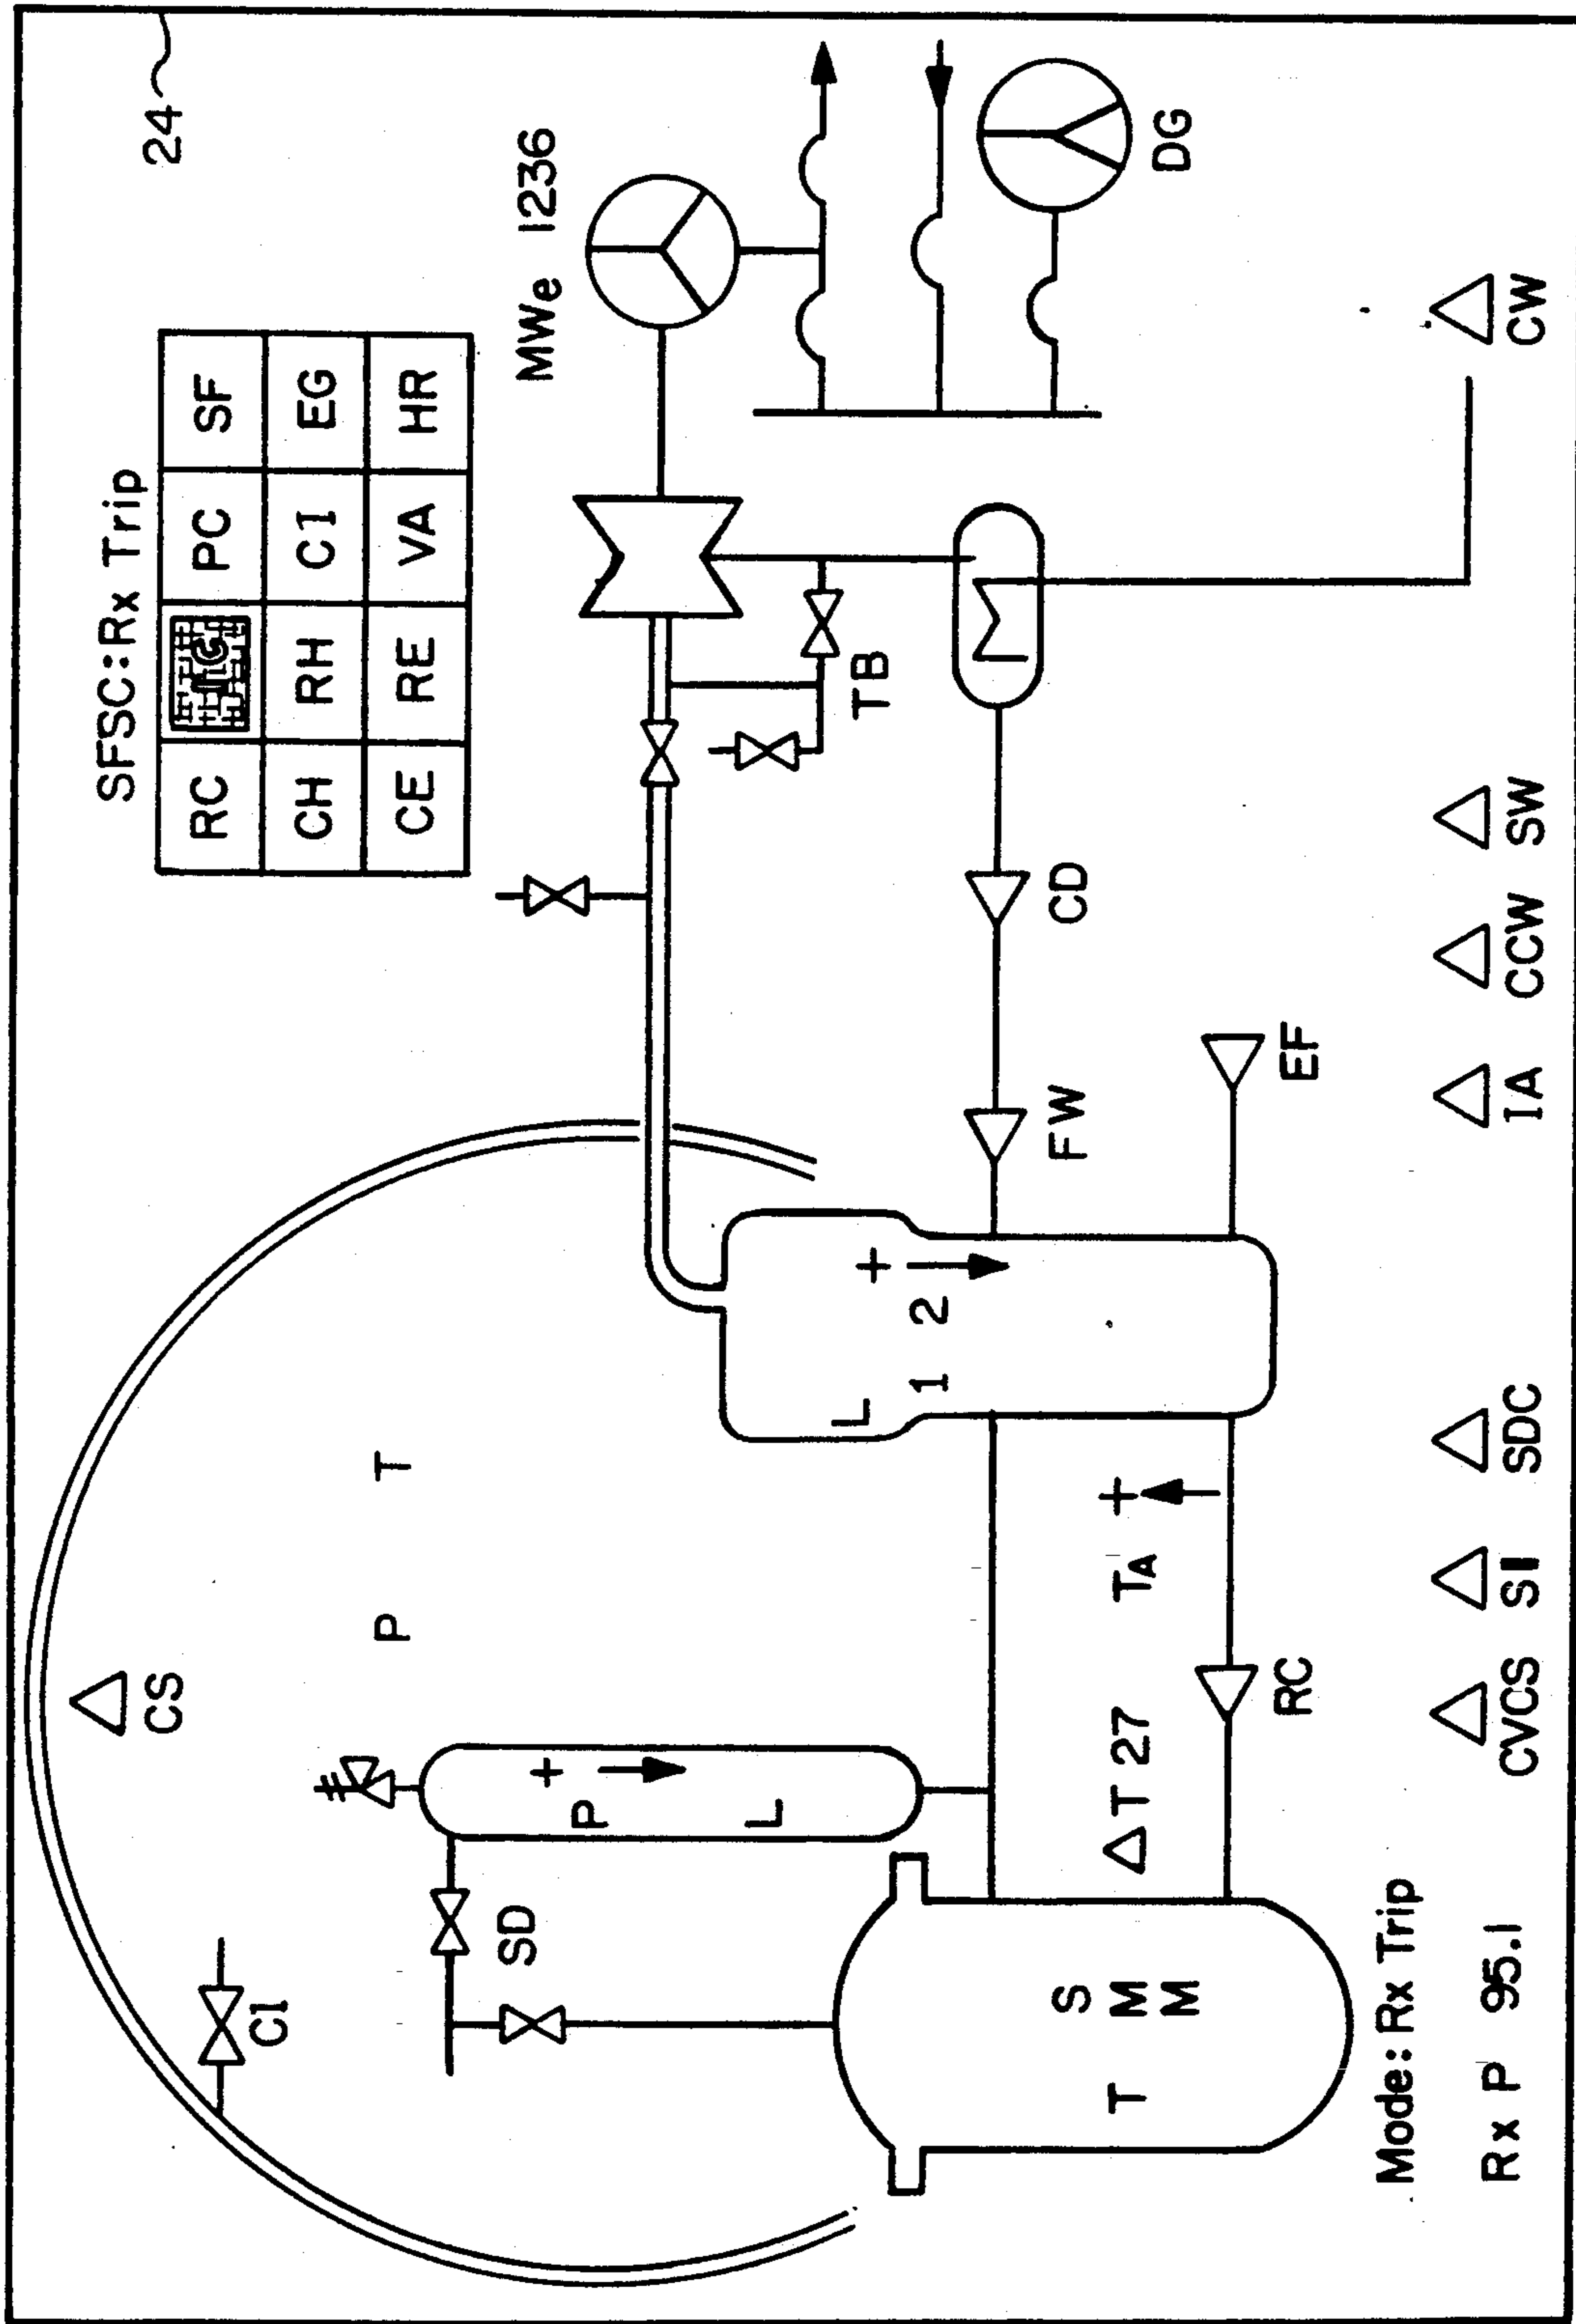 24
CS
SFSC: Rx Trip
RC PC SF
CH RH CI EG
CE RE VA HR
CI
P T
SD
MWe 1236
P +
L
TB
DG
L +
1 2
CD
FW
T S
M
M
ΔT 27
TA +
RC
EF
Mode: Rx Trip
Rx P 95.1
CVCS SI SDC IA CCW SW CW